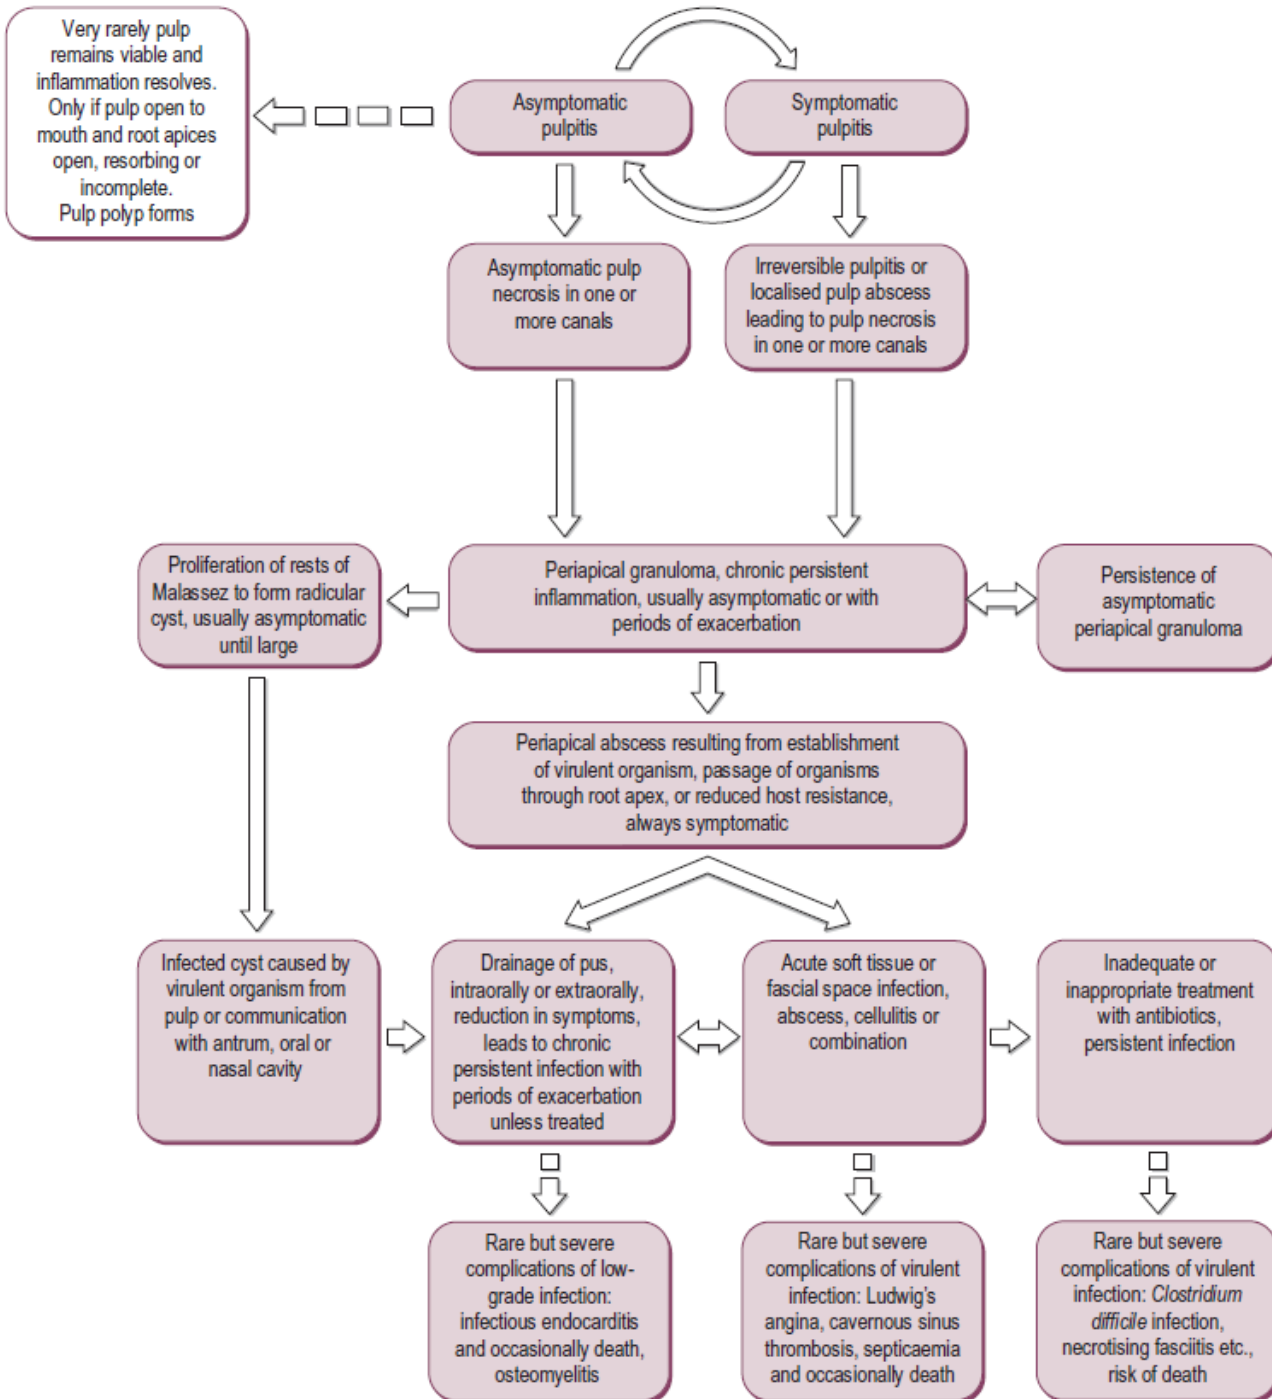 Very rarely pulp
remains viable and
inflammation resolves.
Only if pulp open to
mouth and root apices
open, resorbing or
incomplete.
Pulp polyp forms
Asymptomatic
pulpitis
Symptomatic
pulpitis
Asymptomatic pulp
necrosis in one or
more canals
Irreversible pulpitis or
localised pulp abscess
leading to pulp necrosis
in one or more canals
Proliferation of rests of
Malassez to form radicular
cyst, usually asymptomatic
until large
Periapical granuloma, chronic persistent
inflammation, usually asymptomatic or with
periods of exacerbation
Persistence of
asymptomatic
periapical granuloma
Periapical abscess resulting from establishment
of virulent organism, passage of organisms
through root apex, or reduced host resistance,
always symptomatic
Infected cyst caused by
virulent organism from
pulp or communication
with antrum, oral or
nasal cavity
Drainage of pus,
intraorally or extraorally,
reduction in symptoms,
leads to chronic
persistent infection with
periods of exacerbation
unless treated
Acute soft tissue or
fascial space infection,
abscess, cellulitis or
combination
Inadequate or
inappropriate treatment
with antibiotics,
persistent infection
Rare but severe
complications of low-
grade infection:
infectious endocarditis
and occasionally death,
osteomyelitis
Rare but severe
complications of virulent
infection: Ludwig's
angina, cavernous sinus
thrombosis, septicaemia
and occasionally death
Rare but severe
complications of virulent
infection: Clostridium
difficile infection,
necrotising fasciitis etc.,
risk of death